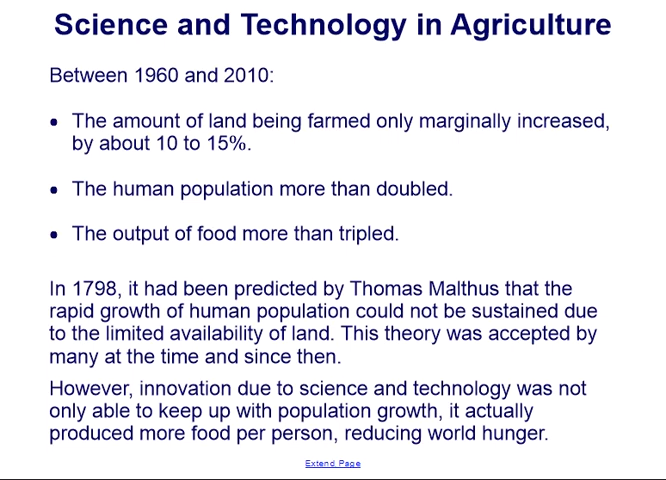 Science and Technology in Agriculture
Between 1960 and 2010:
• The amount of land being farmed only marginally increased,
by about 10 to 15%.
• The human population more than doubled.
• The output of food more than tripled.
In 1798, it had been predicted by Thomas Malthus that the
rapid growth of human population could not be sustained due
to the limited availability of land. This theory was accepted by
many at the time and since then.
However, innovation due to science and technology was not
only able to keep up with population growth, it actually
produced more food per person, reducing world hunger.
Extend Page